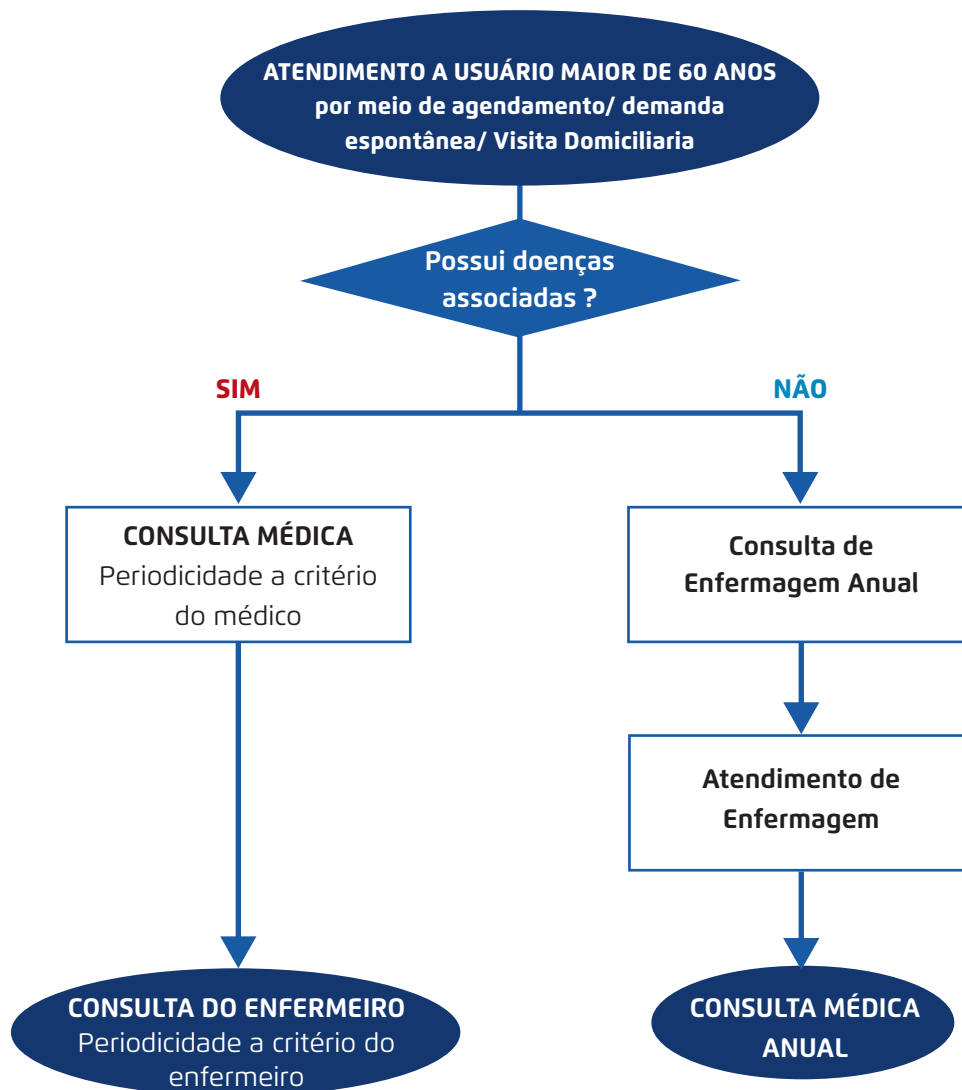 ATENDIMENTO A USUÁRIO MAIOR DE 60 ANOS
por meio de agendamento/ demanda
espontânea/ Visita Domiciliaria
Possui doenças
associadas ?
SIM
NÃO
CONSULTA MÉDICA
Periodicidade a critério
do médico
Consulta de
Enfermagem Anual
Atendimento de
Enfermagem
CONSULTA DO ENFERMEIRO
Periodicidade a critério do
enfermeiro
CONSULTA MÉDICA
ANUAL